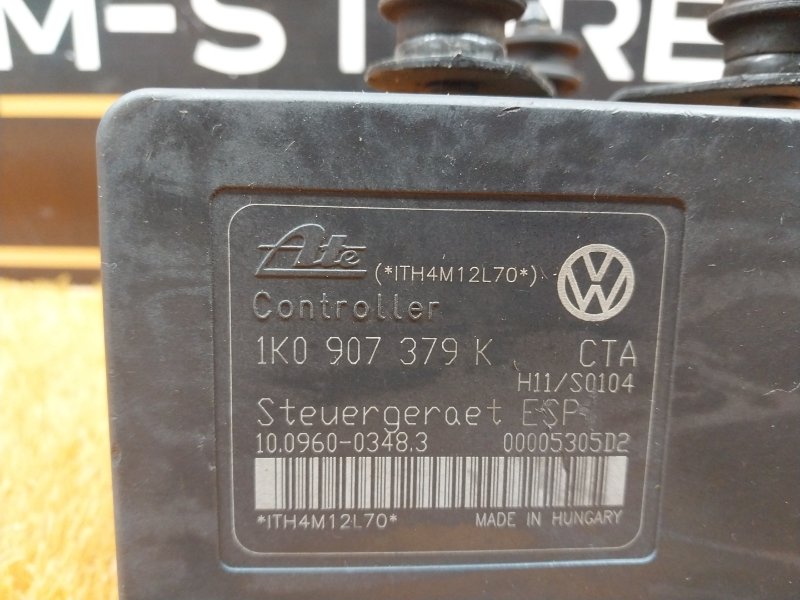 M-STORE
Ate (*ITH4M12L70*)
Controller
1K0 907 379 K CTA
H11/S0104
Steuergeraet ESP
10.0960-0348.3 00005305D2
*ITH4M12L70* MADE IN HUNGARY